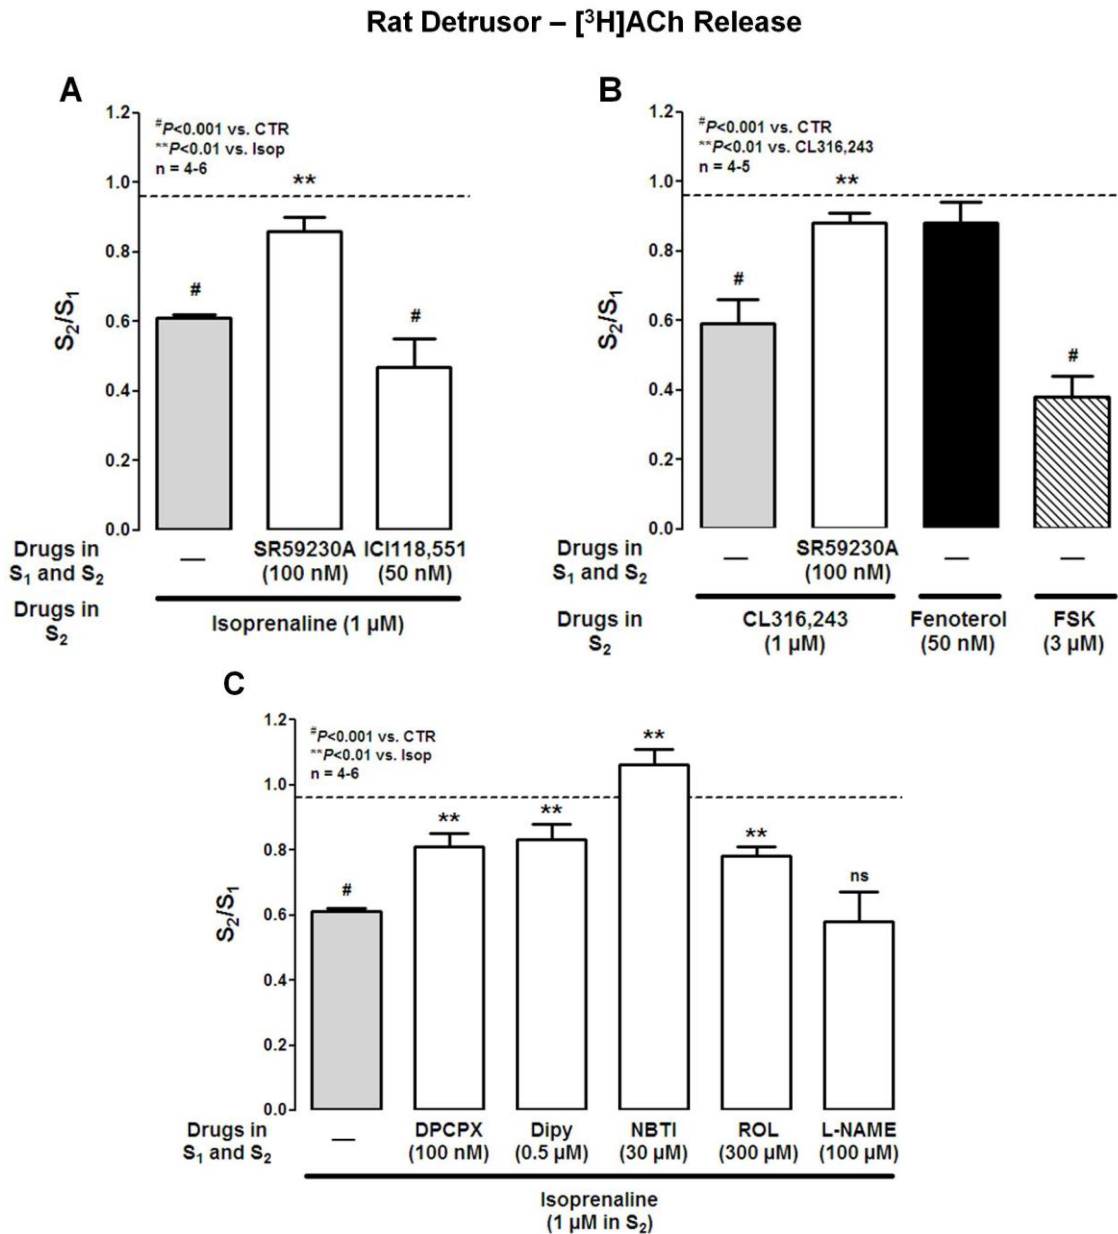 Rat Detrusor – [³H]ACh Release
A
#P<0.001 vs. CTR
**P<0.01 vs. Isop
n = 4-6
S₂/S₁
1.2
1.0
0.8
0.6
0.4
0.2
0.0
#
**
#
Drugs in
S₁ and S₂
—
SR59230A
(100 nM)
ICI118,551
(50 nM)
Drugs in
S₂
Isoprenaline (1 µM)
B
#P<0.001 vs. CTR
**P<0.01 vs. CL316,243
n = 4-5
S₂/S₁
1.2
1.0
0.8
0.6
0.4
0.2
0.0
#
**
#
Drugs in
S₁ and S₂
—
SR59230A
(100 nM)
—
—
Drugs in
S₂
CL316,243
(1 µM)
Fenoterol
(50 nM)
FSK
(3 µM)
C
#P<0.001 vs. CTR
**P<0.01 vs. Isop
n = 4-6
S₂/S₁
1.2
1.0
0.8
0.6
0.4
0.2
0.0
#
**
**
**
**
ns
Drugs in
S₁ and S₂
—
DPCPX
(100 nM)
Dipy
(0.5 µM)
NBTI
(30 µM)
ROL
(300 µM)
L-NAME
(100 µM)
Isoprenaline
(1 µM in S₂)